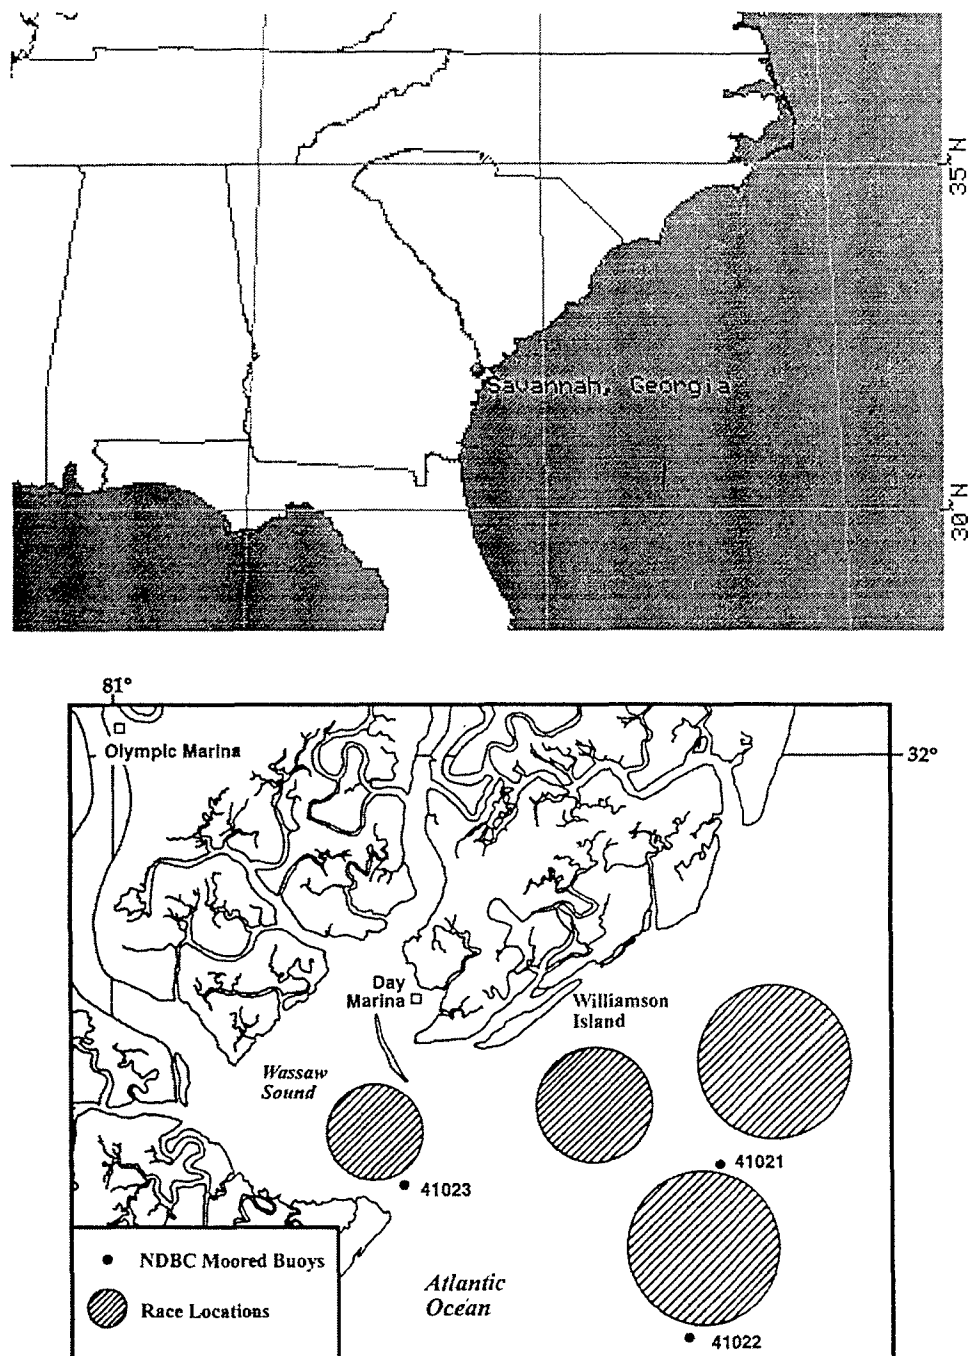 35°N
Savannah, Georgia
30°N
81°
Olympic Marina
32°
Day
Marina
Williamson
Island
Wassaw
Sound
41021
41023
NDBC Moored Buoys
Race Locations
Atlantic
Ocean
41022